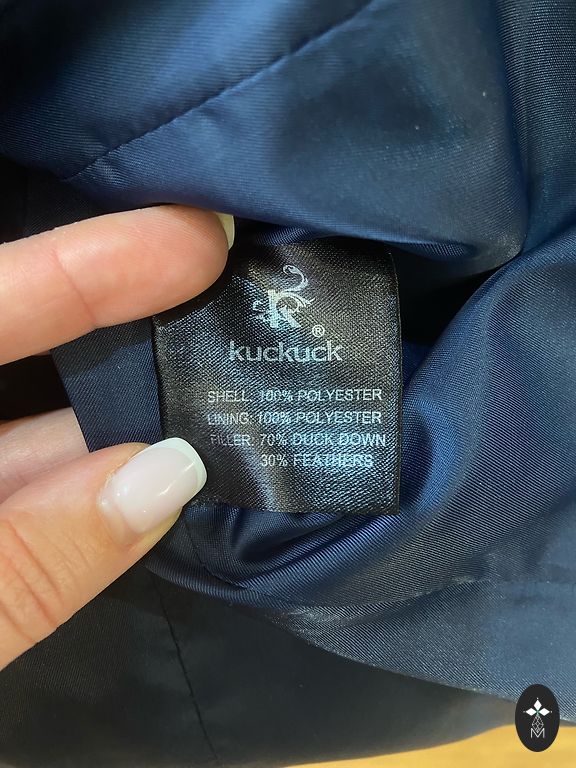 K
®
kuckuck
SHELL: 100% POLYESTER
LINING: 100% POLYESTER
FILLER: 70% DUCK DOWN
30% FEATHERS
M